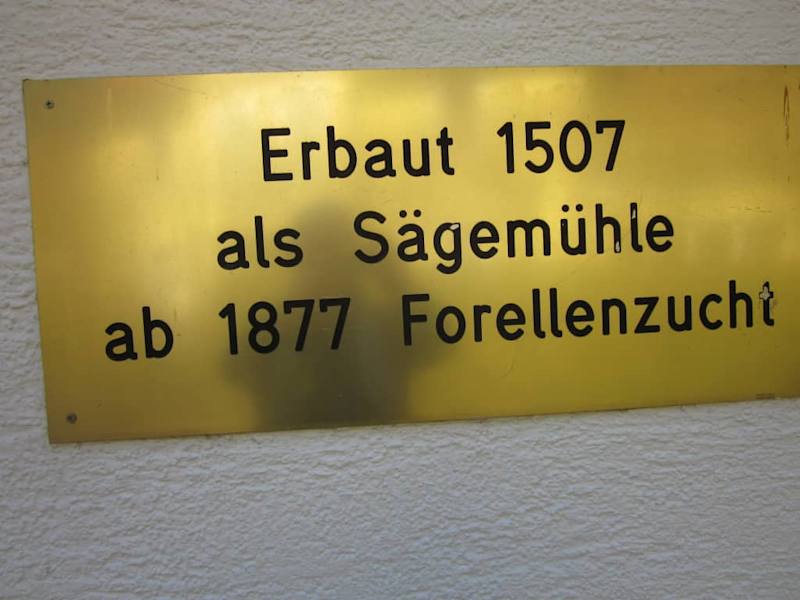 Erbaut 1507
als Sägemühle
ab 1877 Forellenzucht